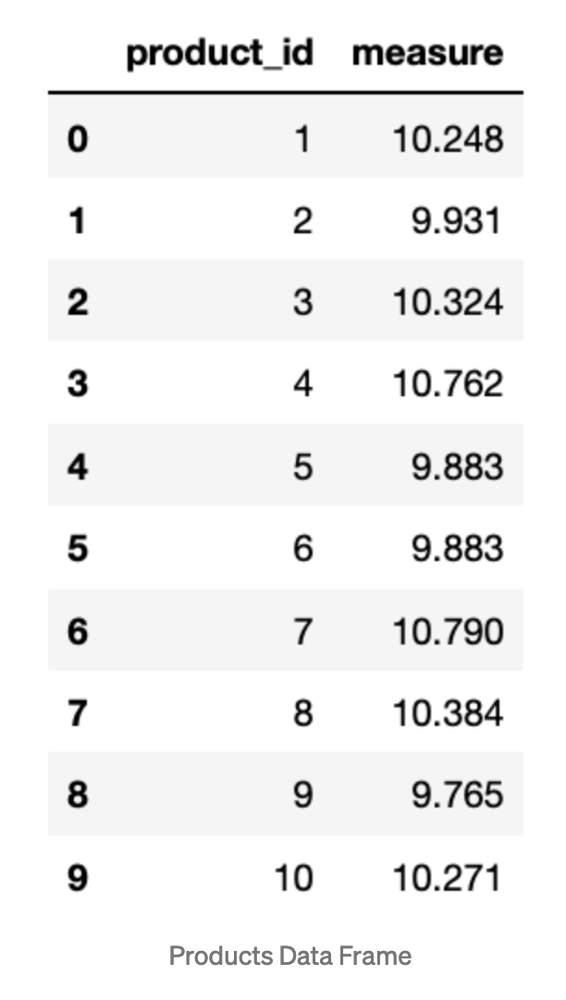 product_id measure
0 1 10.248
1 2 9.931
2 3 10.324
3 4 10.762
4 5 9.883
5 6 9.883
6 7 10.790
7 8 10.384
8 9 9.765
9 10 10.271
Products Data Frame